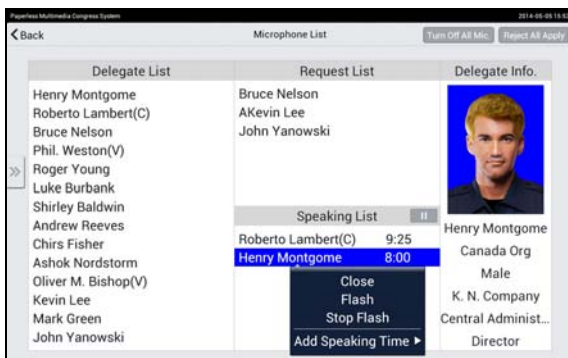 Paperless Multimedia Congress System
2014-05-05 15:52
Back
Microphone List
Turn Off All Mic.
Reject All Apply
Delegate List
Henry Montgome
Roberto Lambert(C)
Bruce Nelson
Phil. Weston(V)
Roger Young
Luke Burbank
Shirley Baldwin
Andrew Reeves
Chirs Fisher
Ashok Nordstorm
Oliver M. Bishop(V)
Kevin Lee
Mark Green
John Yanowski
Request List
Bruce Nelson
AKevin Lee
John Yanowski
Speaking List
Roberto Lambert(C) 9:25
Henry Montgome 8:00
Close
Flash
Stop Flash
Add Speaking Time
Delegate Info.
Henry Montgome
Canada Org
Male
K. N. Company
Central Administ...
Director